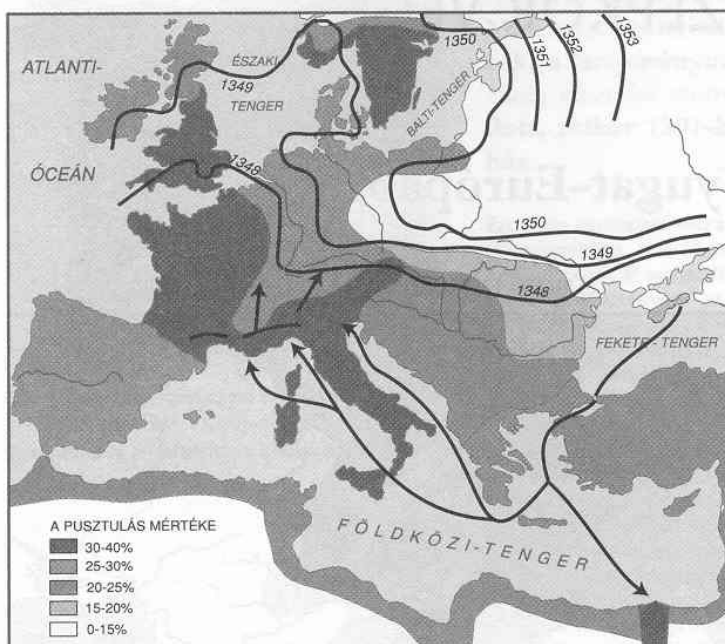 ATLANTI-
ÓCEÁN
ÉSZAKI
TENGER
1349
1348
BALTI-TENGER
1350
1351
1352
1353
1350
1349
1348
FEKETE-TENGER
FÖLDKÖZI-TENGER
A PUSZTULÁS MÉRTÉKE
30-40%
25-30%
20-25%
15-20%
0-15%